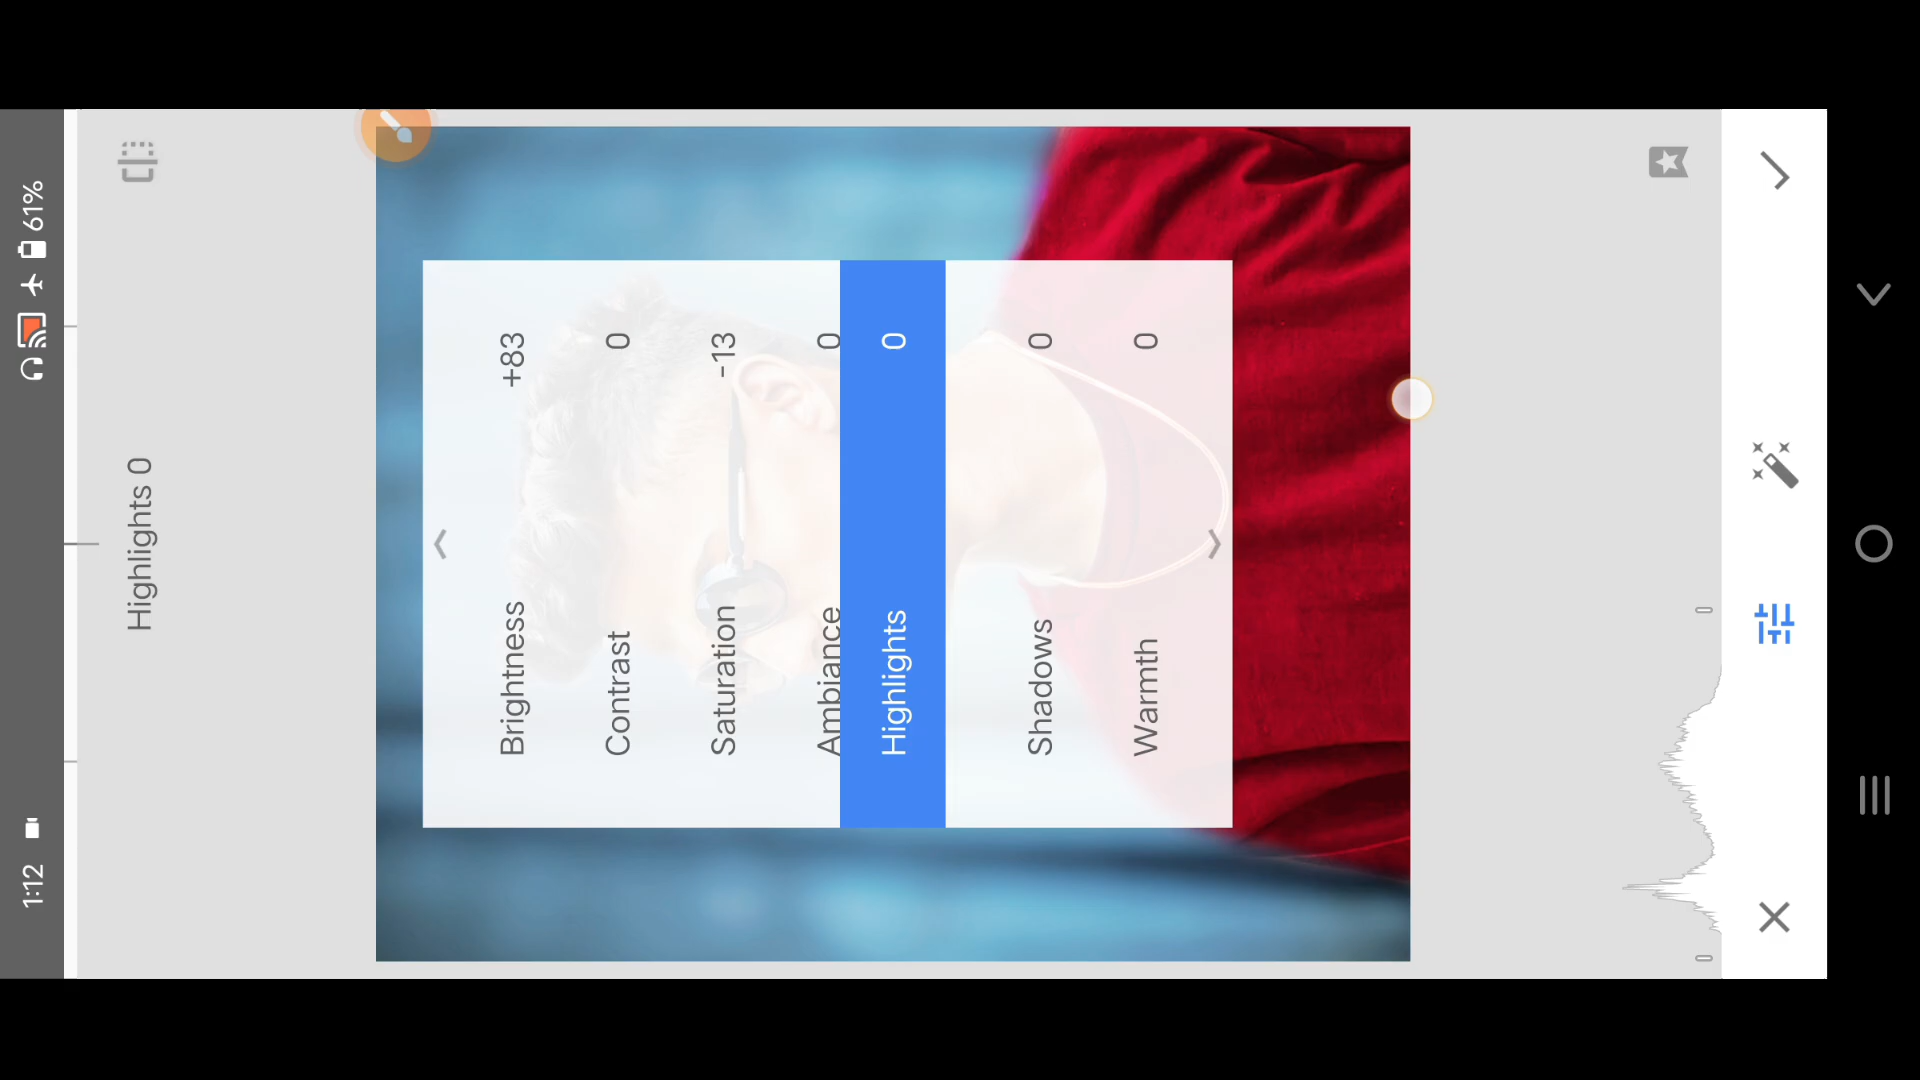 1:12 61%
Highlights 0
Brightness +83
Contrast 0
Saturation -13
Ambiance 0
Highlights 0
Shadows 0
Warmth 0